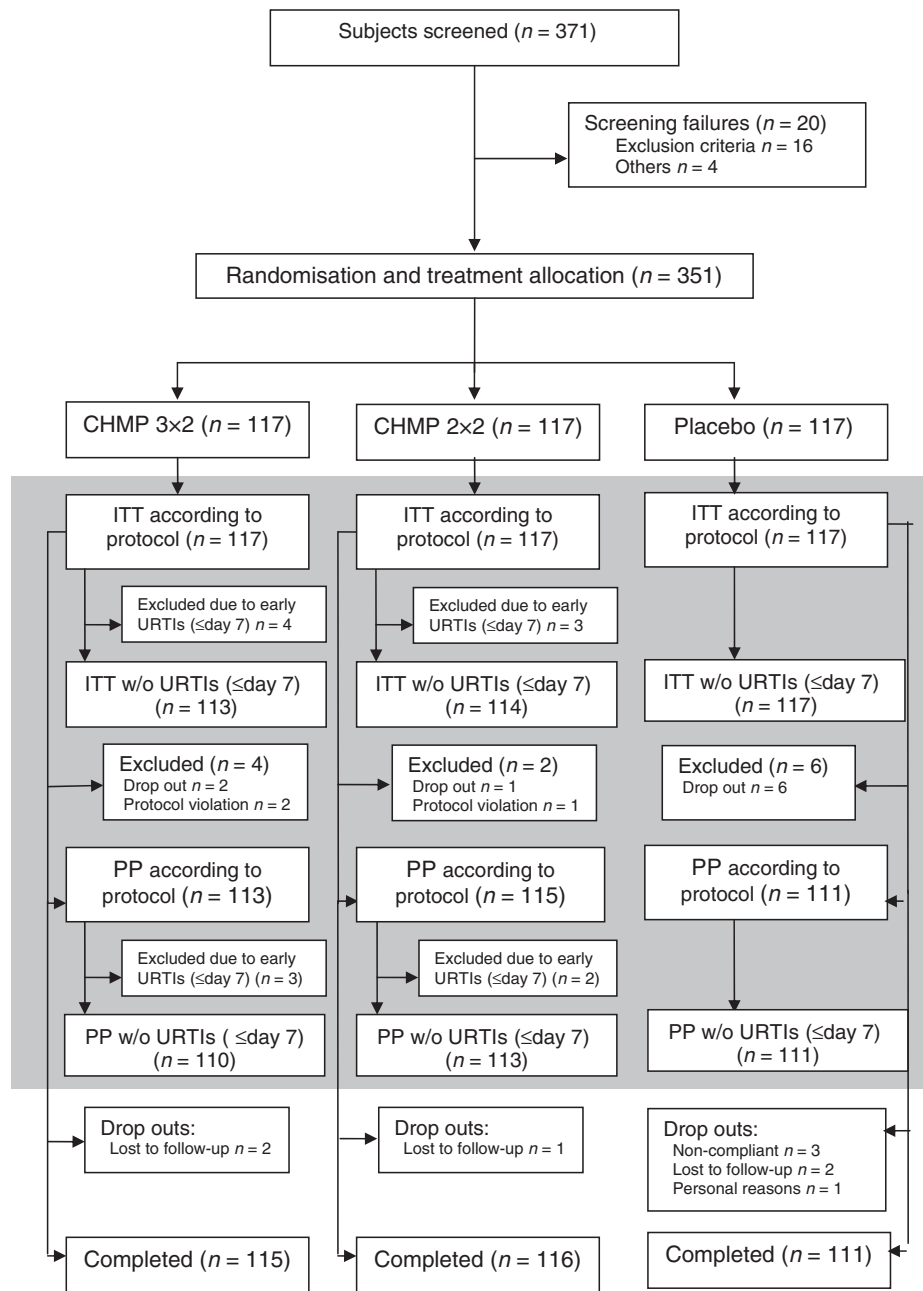 Subjects screened (n = 371)
Screening failures (n = 20)
Exclusion criteria n = 16
Others n = 4
Randomisation and treatment allocation (n = 351)
CHMP 3×2 (n = 117)
CHMP 2×2 (n = 117)
Placebo (n = 117)
ITT according to
protocol (n = 117)
ITT according to
protocol (n = 117)
ITT according to
protocol (n = 117)
Excluded due to early
URTIs (≤day 7) n = 4
Excluded due to early
URTIs (≤day 7) n = 3
ITT w/o URTIs (≤day 7)
(n = 113)
ITT w/o URTIs (≤day 7)
(n = 114)
ITT w/o URTIs (≤day 7)
(n = 117)
Excluded (n = 4)
Drop out n = 2
Protocol violation n = 2
Excluded (n = 2)
Drop out n = 1
Protocol violation n = 1
Excluded (n = 6)
Drop out n = 6
PP according to
protocol (n = 113)
PP according to
protocol (n = 115)
PP according to
protocol (n = 111)
Excluded due to early
URTIs (≤day 7) (n = 3)
Excluded due to early
URTIs (≤day 7) (n = 2)
PP w/o URTIs ( ≤day 7)
(n = 110)
PP w/o URTIs (≤day 7)
(n = 113)
PP w/o URTIs (≤day 7)
(n = 111)
Drop outs:
Lost to follow-up n = 2
Drop outs:
Lost to follow-up n = 1
Drop outs:
Non-compliant n = 3
Lost to follow-up n = 2
Personal reasons n = 1
Completed (n = 115)
Completed (n = 116)
Completed (n = 111)